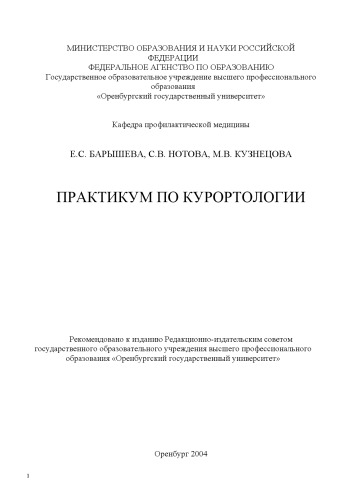 МИНИСТЕРСТВО ОБРАЗОВАНИЯ И НАУКИ РОССИЙСКОЙ
ФЕДЕРАЦИИ
ФЕДЕРАЛЬНОЕ АГЕНСТВО ПО ОБРАЗОВАНИЮ
Государственное образовательное учреждение высшего профессионального
образования
«Оренбургский государственный университет»
Кафедра профилактической медицины
Е.С. БАРЫШЕВА, С.В. НОТОВА, М.В. КУЗНЕЦОВА
ПРАКТИКУМ ПО КУРОРТОЛОГИИ
Рекомендовано к изданию Редакционно-издательским советом
государственного образовательного учреждения высшего профессионального
образования «Оренбургский государственный университет»
Оренбург 2004
1